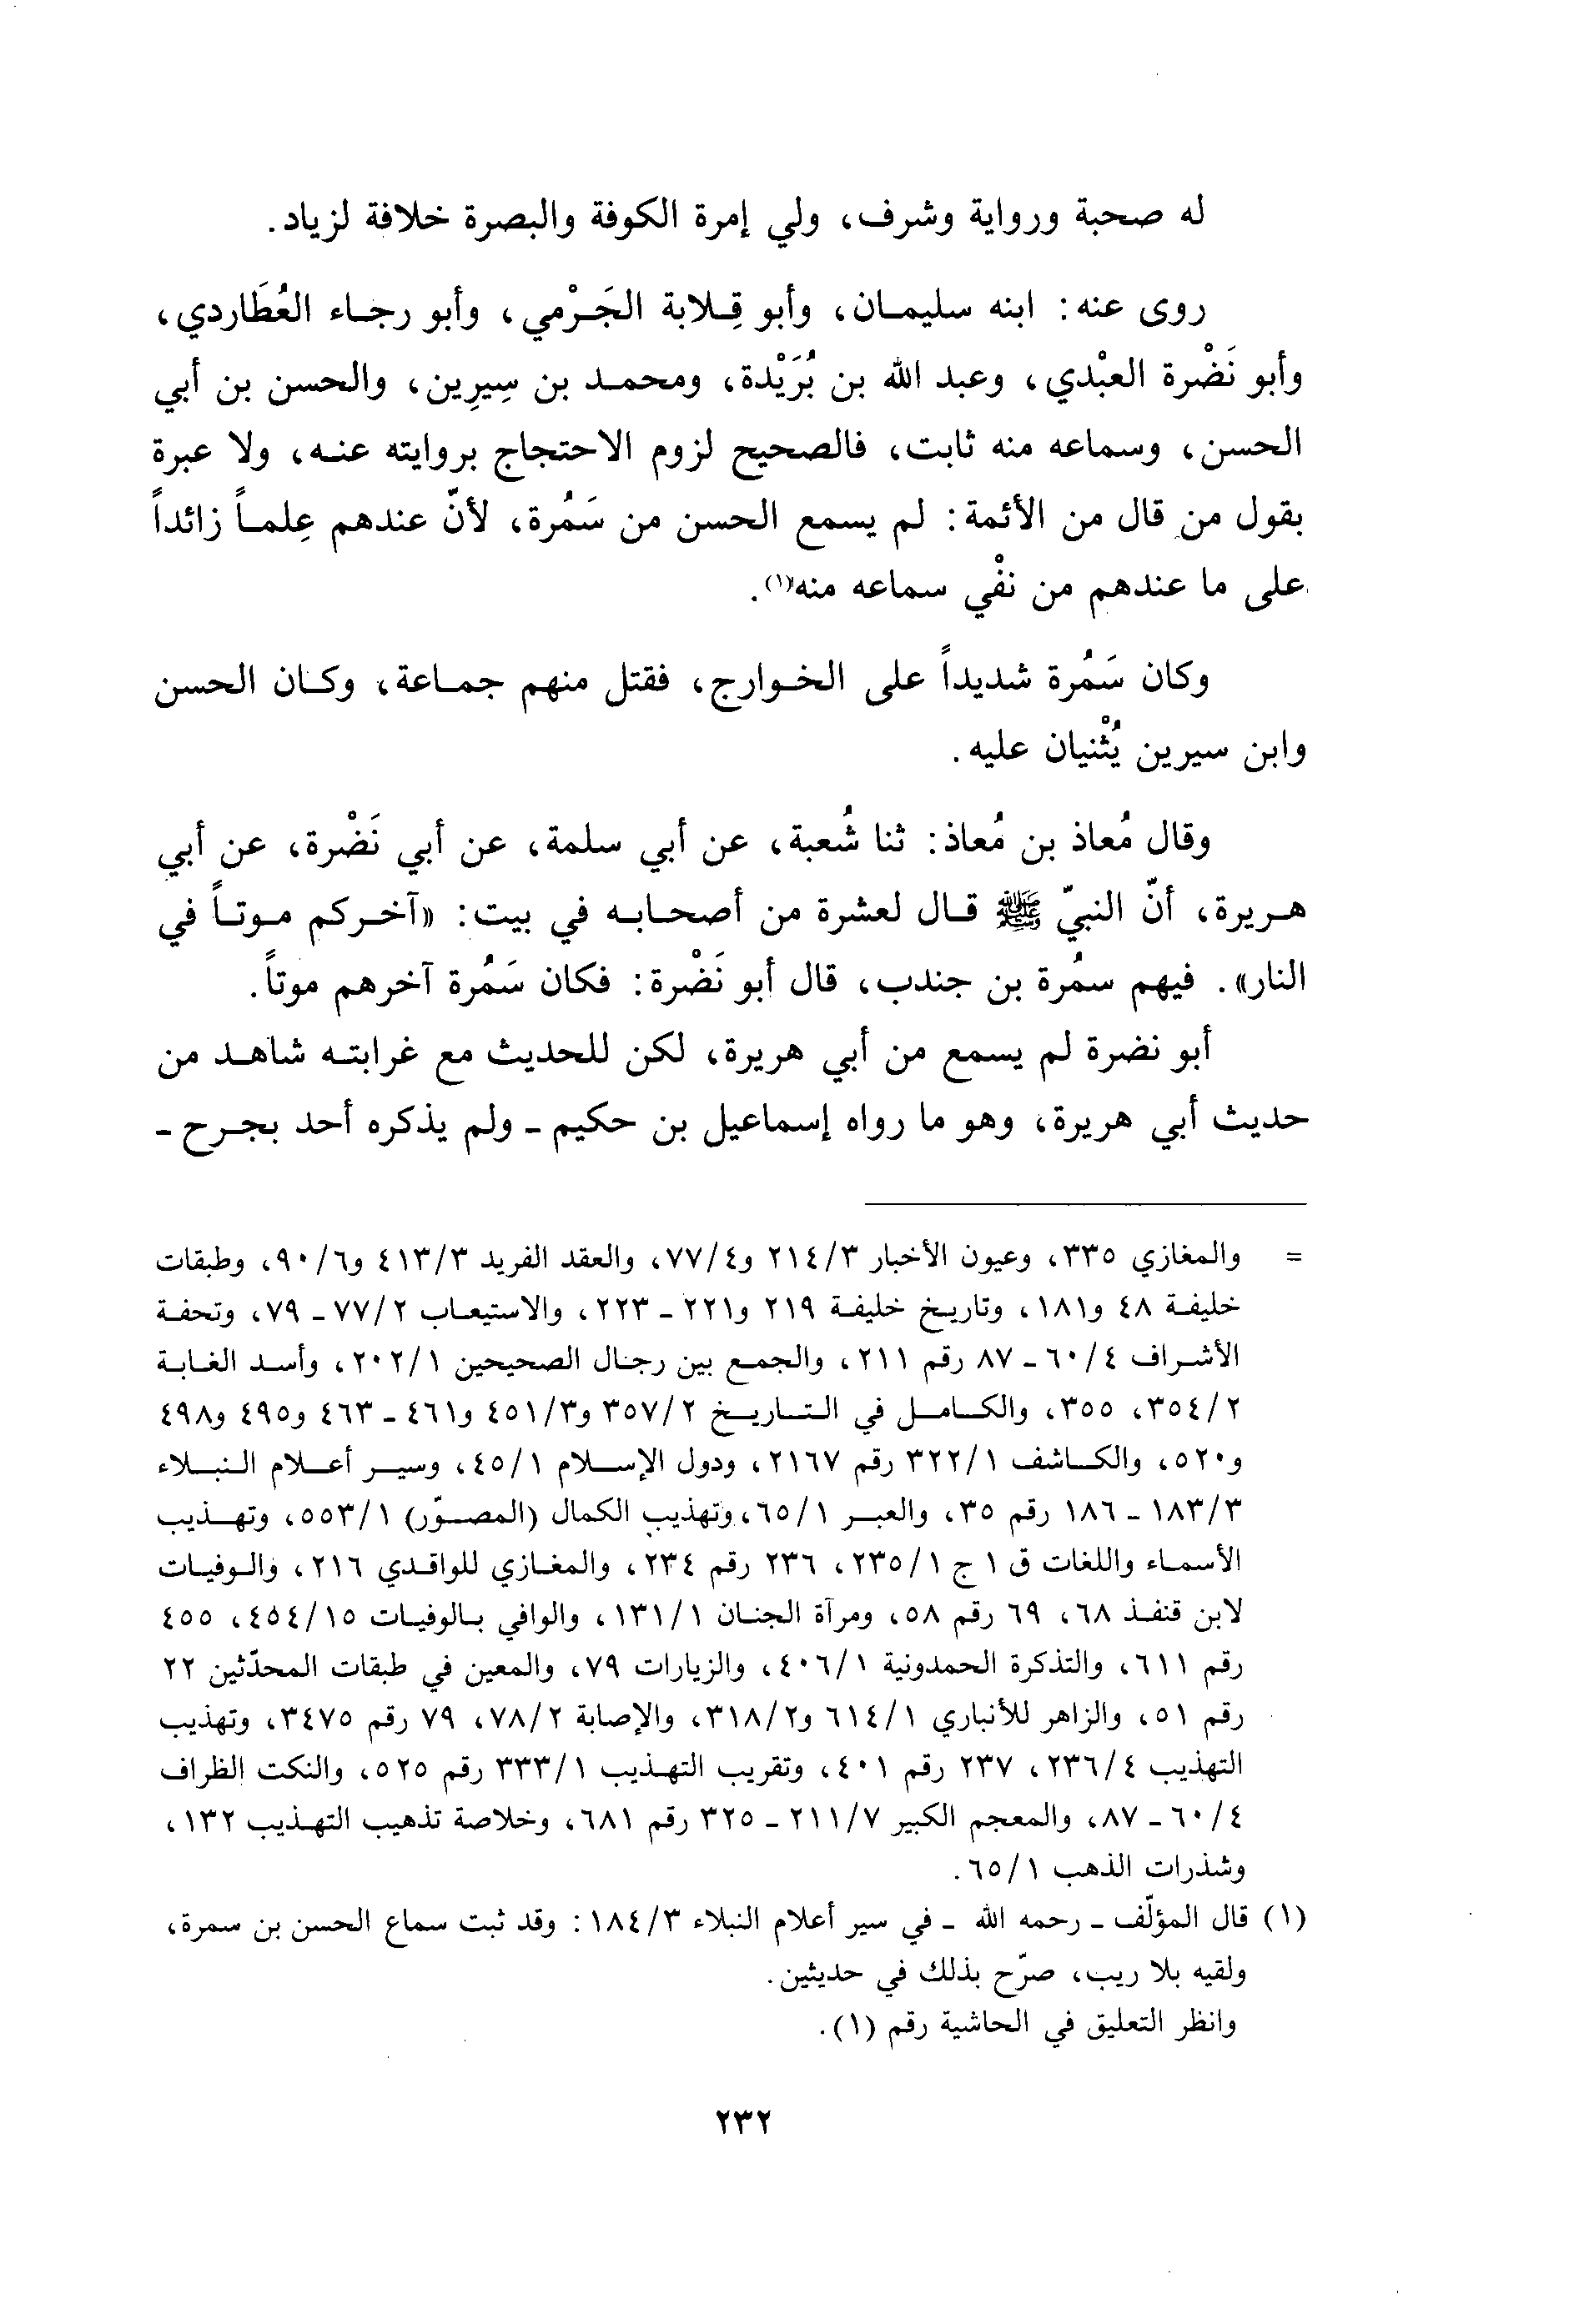 له صحبة ورواية وشرف، ولي إمرة الكوفة والبصرة خلافة لزياد.
روى عنه: ابنه سليمان، وأبو قِلابة الجَرْمي، وأبو رجاء العُطَاردي،
وأبو نَضْرة العبْدي، وعبد الله بن بُرَيْدة، ومحمد بن سِيرِين، والحسن بن أبي
الحسن، وسماعه منه ثابت، فالصحيح لزوم الاحتجاج بروايته عنه، ولا عبرة
بقول من قال من الأئمة: لم يسمع الحسن من سَمُرة، لأنّ عندهم عِلماً زائداً
على ما عندهم من نفْي سماعه منه(١).
وكان سَمُرة شديداً على الخوارج، فقتل منهم جماعة، وكان الحسن
وابن سيرين يُثْنيان عليه.
وقال مُعاذ بن مُعاذ: ثنا شُعبة، عن أبي سلمة، عن أبي نَضْرة، عن أبي
هريرة، أنّ النبيّ ﷺ قال لعشرة من أصحابه في بيت: «آخركم موتاً في
النار». فيهم سمُرة بن جندب، قال أبو نَضْرة: فكان سَمُرة آخرهم موتاً.
أبو نضرة لم يسمع من أبي هريرة، لكن للحديث مع غرابته شاهد من
حديث أبي هريرة، وهو ما رواه إسماعيل بن حكيم ـ ولم يذكره أحد بجرح ـ
= والمغازي ٣٣٥، وعيون الأخبار ٢١٤/٣ و٧٧/٤، والعقد الفريد ٤١٣/٣ و٩٠/٦، وطبقات
خليفة ٤٨ و١٨١، وتاريخ خليفة ٢١٩ و٢٢١ ـ ٢٢٣، والاستيعاب ٧٧/٢ ـ ٧٩، وتحفة
الأشراف ٦٠/٤ ـ ٨٧ رقم ٢١١، والجمع بين رجال الصحيحين ٢٠٢/١، وأسد الغابة
٣٥٤/٢، ٣٥٥، والكامل في التاريخ ٣٥٧/٢ و٤٥١/٣ و٤٦١ ـ ٤٦٣ و٤٩٥ و٤٩٨
و٥٢٠، والكاشف ٣٢٢/١ رقم ٢١٦٧، ودول الإسلام ٤٥/١، وسير أعلام النبلاء
١٨٣/٣ ـ ١٨٦ رقم ٣٥، والعبر ٦٥/١، وتهذيب الكمال (المصوّر) ٥٥٣/١، وتهذيب
الأسماء واللغات ق ١ ج ٢٣٥/١، ٢٣٦ رقم ٢٣٤، والمغازي للواقدي ٢١٦، والوفيات
لابن قنفذ ٦٨، ٦٩ رقم ٥٨، ومرآة الجنان ١٣١/١، والوافي بالوفيات ٤٥٤/١٥، ٤٥٥
رقم ٦١١، والتذكرة الحمدونية ٤٠٦/١، والزيارات ٧٩، والمعين في طبقات المحدّثين ٢٢
رقم ٥١، والزاهر للأنباري ٦١٤/١ و٣١٨/٢، والإصابة ٧٨/٢، ٧٩ رقم ٣٤٧٥، وتهذيب
التهذيب ٢٣٦/٤، ٢٣٧ رقم ٤٠١، وتقريب التهذيب ٣٣٣/١ رقم ٥٢٥، والنكت الظراف
٦٠/٤ ـ ٨٧، والمعجم الكبير ٢١١/٧ ـ ٣٢٥ رقم ٦٨١، وخلاصة تذهيب التهذيب ١٣٢،
وشذرات الذهب ٦٥/١.
(١) قال المؤلّف ـ رحمه الله ـ في سير أعلام النبلاء ١٨٤/٣: وقد ثبت سماع الحسن بن سمرة،
ولقيه بلا ريب، صرّح بذلك في حديثين.
وانظر التعليق في الحاشية رقم (١).
٢٣٢